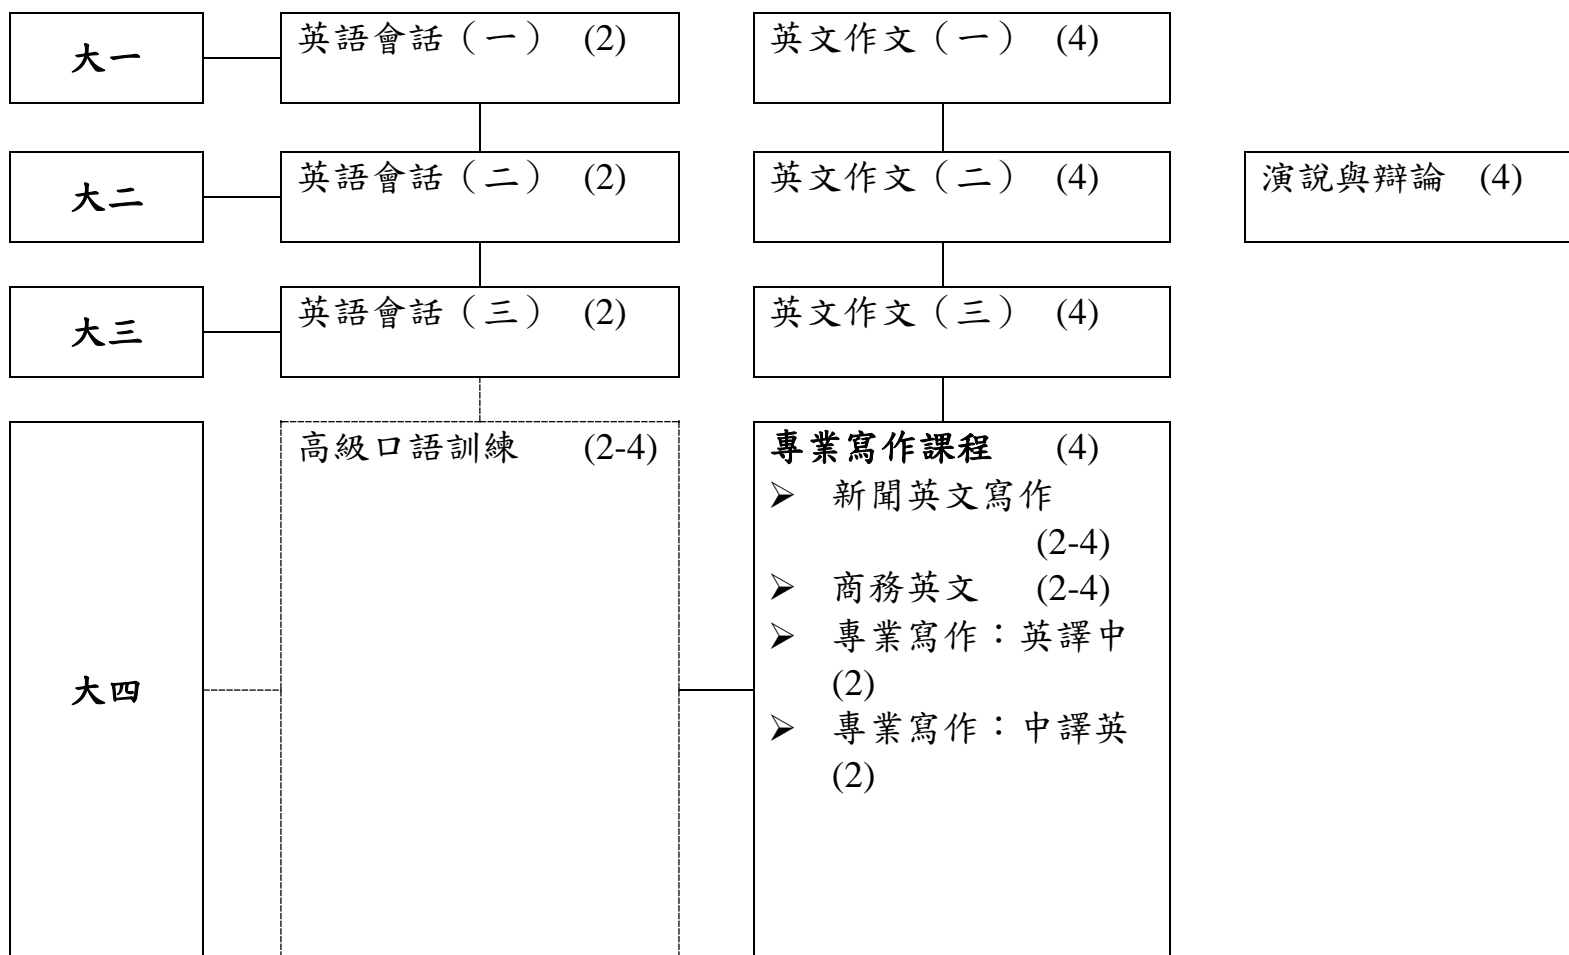 大一
英語會話（一） (2)
英文作文（一） (4)
大二
英語會話（二） (2)
英文作文（二） (4)
演說與辯論 (4)
大三
英語會話（三） (2)
英文作文（三） (4)
大四
高級口語訓練 (2-4)
專業寫作課程 (4)
➢ 新聞英文寫作
(2-4)
➢ 商務英文 (2-4)
➢ 專業寫作：英譯中
(2)
➢ 專業寫作：中譯英
(2)